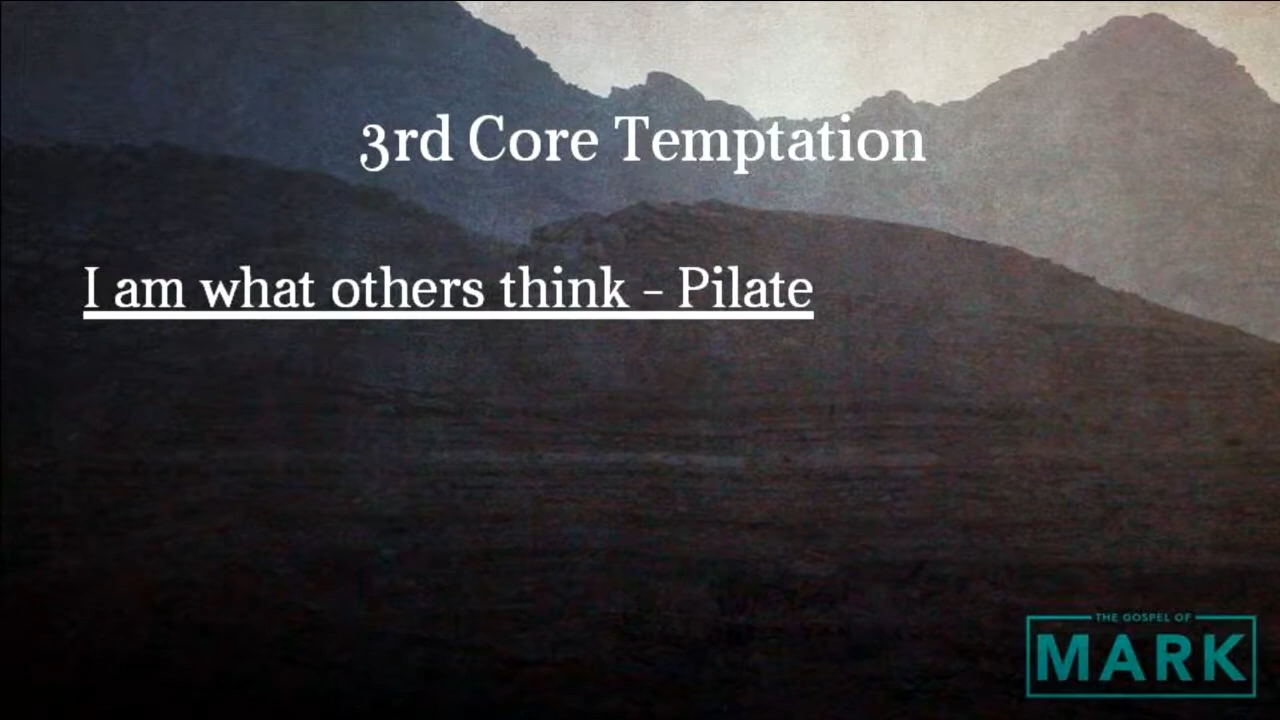 3rd Core Temptation
I am what others think – Pilate
THE GOSPEL OF
MARK